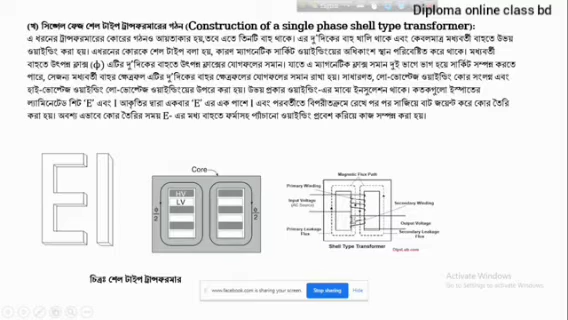 Diploma online class bd
(খ) সিঙ্গেল ফেজ শেল টাইপ ট্রান্সফরমারের গঠন (Construction of a single phase shell type transformer):
এ ধরনের ট্রান্সফরমারের কোরের গঠনও আয়তাকার হয়,তবে এতে তিনটি বাহু থাকে। এর দু'দিকের বাহু খালি থাকে এবং কেবলমাত্র মধ্যবর্তী বাহুতে উভয়
ওয়াইন্ডিং করা হয়। এধরনের কোরকে শেল টাইপ বলা হয়, কারণ ম্যাগনেটিক সার্কিট ওয়াইন্ডিংয়ের অধিকাংশ স্থান পরিবেষ্টিত করে থাকে। মধ্যবর্তী
বাহুতে উৎপন্ন ফ্লাক্স (ϕ) এটির দু'দিকের বাহুতে উৎপন্ন ফ্লাক্সের যোগফলের সমান। যাতে এ ম্যাগনেটিক ফ্লাক্স সমান দুই ভাগে ভাগ হয়ে সার্কিট সম্পন্ন করতে
পারে, সেজন্য মধ্যবর্তী বাহুর ক্ষেত্রফল এটির দু'দিকের বাহুর ক্ষেত্রফলের যোগফলের সমান রাখা হয়। সাধারণত, লো-ভোল্টেজ ওয়াইন্ডিং কোর সংলগ্ন এবং
হাই-ভোল্টেজ ওয়াইন্ডিং লো-ভোল্টেজ ওয়াইন্ডিংয়ের উপরে করা হয়। উভয় প্রকার ওয়াইন্ডিং-এর মাঝে ইনসুলেশন থাকে। কতকগুলো ইস্পাতের
ল্যামিনেটেড শিট 'E' এবং I আকৃতির দ্বারা একবার 'E' এর এক পাশে I এবং পরবর্তীতে বিপরীতক্রমে রেখে পর পর সাজিয়ে বাট জয়েন্ট করে কোর তৈরি
করা হয়। অবশ্য এভাবে কোর তৈরির সময় E- এর মধ্য বাহুতে ফর্মাসহ প্যাঁচানো ওয়াইন্ডিং প্রবেশ করিয়ে কাজ সম্পন্ন করা হয়।
Core
HV
LV
Magnetic Flux Path
Primary Winding
Input Voltage
(AC Source)
Secondary Winding
Output Voltage
Primary Leakage
Flux
Secondary Leakage
Flux
Shell Type Transformer
চিত্রঃ শেল টাইপ ট্রান্সফরমার
www.facebook.com is sharing your screen.
Stop sharing
Hide
Activate Windows
Go to Settings to activate Windows.